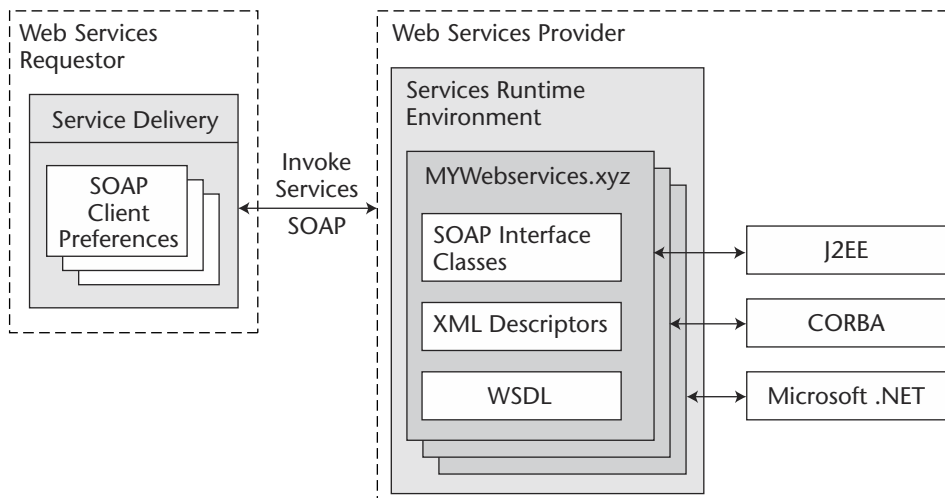 Web Services
Requestor
Service Delivery
SOAP
Client
Preferences
Invoke
Services
SOAP
Web Services Provider
Services Runtime
Environment
MYWebservices.xyz
SOAP Interface
Classes
XML Descriptors
WSDL
J2EE
CORBA
Microsoft .NET